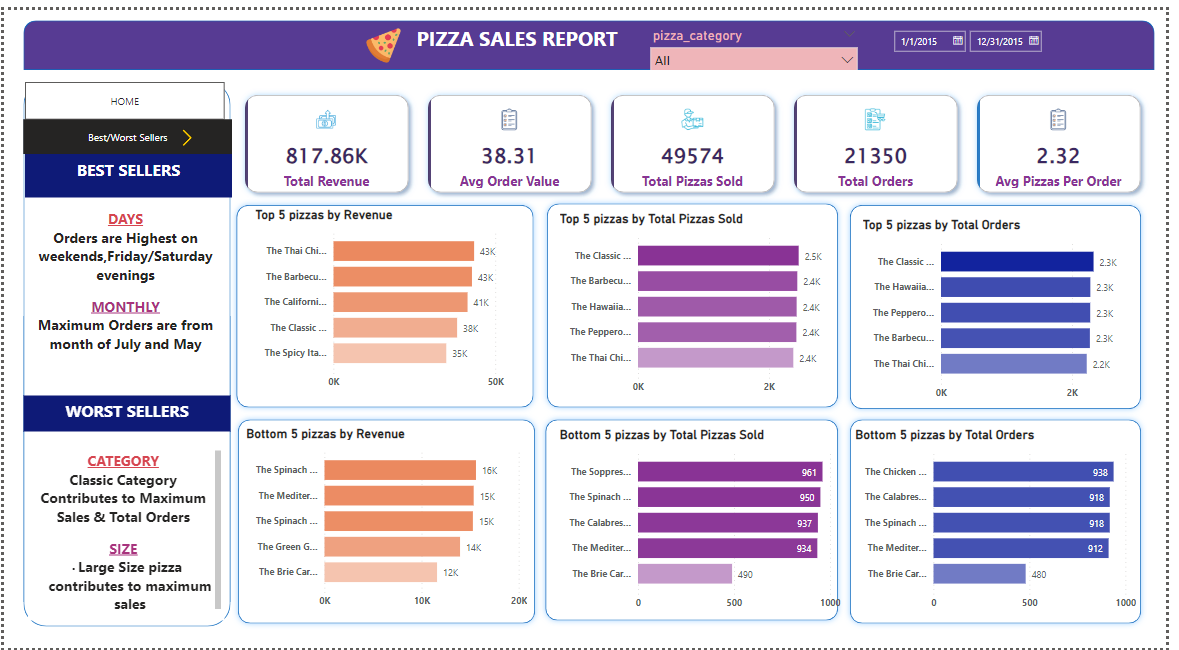 PIZZA SALES REPORT
pizza_category
All
1/1/2015
12/31/2015
HOME
Best/Worst Sellers
BEST SELLERS
DAYS
Orders are Highest on
weekends,Friday/Saturday
evenings
MONTHLY
Maximum Orders are from
month of July and May
WORST SELLERS
CATEGORY
Classic Category
Contributes to Maximum
Sales & Total Orders
SIZE
· Large Size pizza
contributes to maximum
sales
817.86K
Total Revenue
38.31
Avg Order Value
49574
Total Pizzas Sold
21350
Total Orders
2.32
Avg Pizzas Per Order
Top 5 pizzas by Revenue
The Thai Chi... 43K
The Barbecu... 43K
The Californi... 41K
The Classic ... 38K
The Spicy Ita... 35K
0K 50K
Top 5 pizzas by Total Pizzas Sold
The Classic ... 2.5K
The Barbecu... 2.4K
The Hawaiia... 2.4K
The Peppero... 2.4K
The Thai Chi... 2.4K
0K 2K
Top 5 pizzas by Total Orders
The Classic ... 2.3K
The Hawaiia... 2.3K
The Peppero... 2.3K
The Barbecu... 2.3K
The Thai Chi... 2.2K
0K 2K
Bottom 5 pizzas by Revenue
The Spinach ... 16K
The Mediter... 15K
The Spinach ... 15K
The Green G... 14K
The Brie Car... 12K
0K 10K 20K
Bottom 5 pizzas by Total Pizzas Sold
The Soppres... 961
The Spinach ... 950
The Calabres... 937
The Mediter... 934
The Brie Car... 490
0 500 1000
Bottom 5 pizzas by Total Orders
The Chicken ... 938
The Calabres... 918
The Spinach ... 918
The Mediter... 912
The Brie Car... 480
0 500 1000